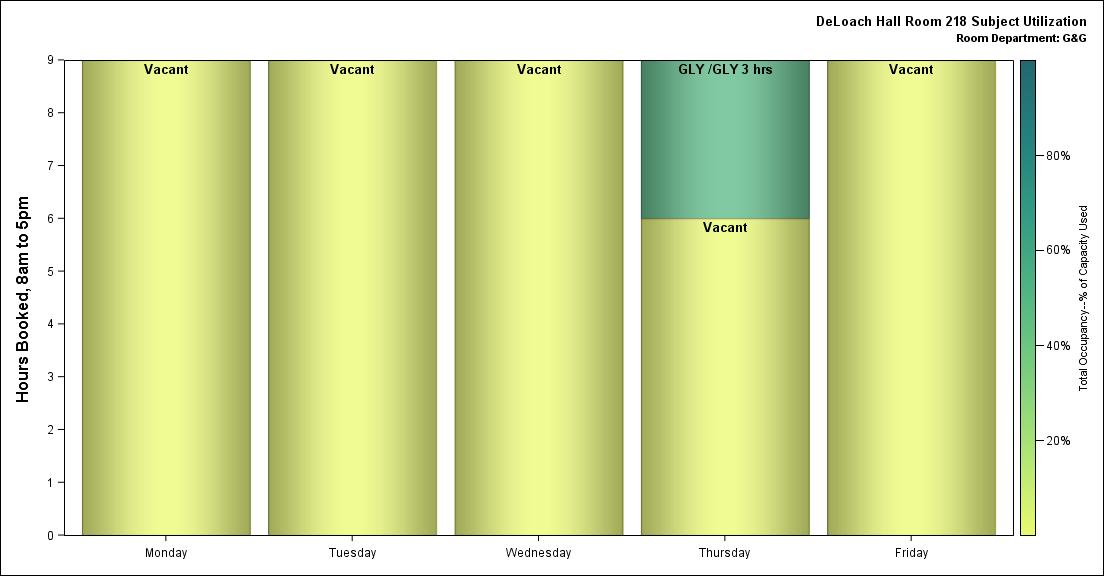 DeLoach Hall Room 218 Subject Utilization
Room Department: G&G
Hours Booked, 8am to 5pm
9
8
7
6
5
4
3
2
1
0
Vacant
Vacant
Vacant
GLY /GLY 3 hrs
Vacant
Vacant
Monday
Tuesday
Wednesday
Thursday
Friday
80%
60%
40%
20%
Total Occupancy--% of Capacity Used